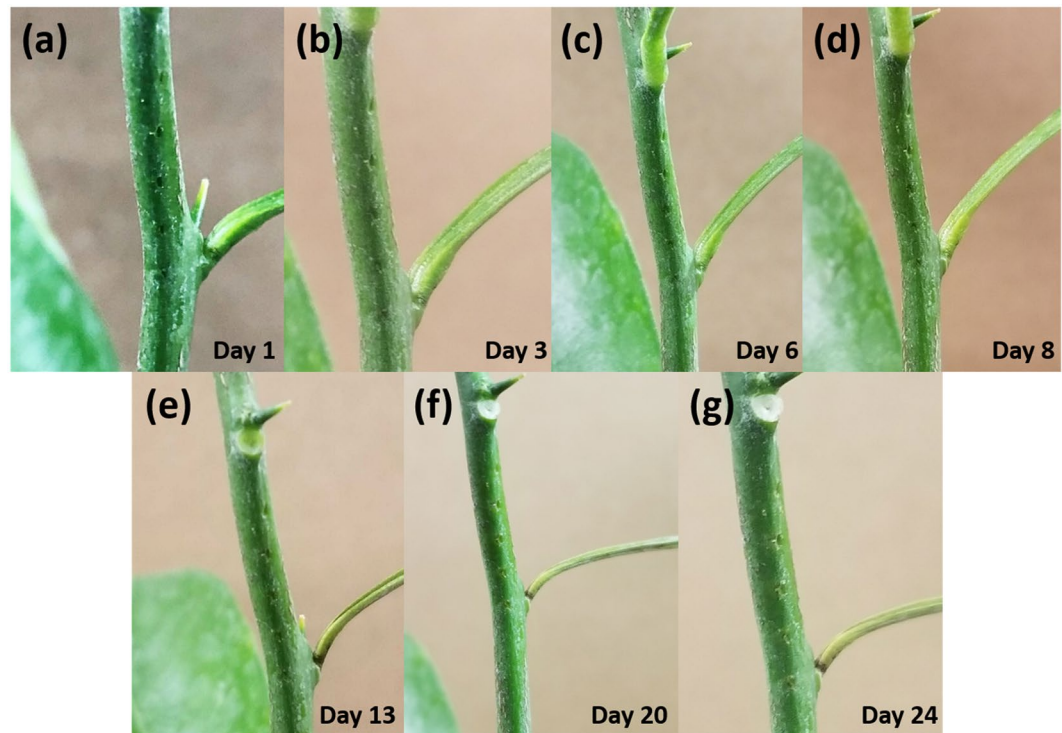 (a)
Day 1
(b)
Day 3
(c)
Day 6
(d)
Day 8
(e)
Day 13
(f)
Day 20
(g)
Day 24